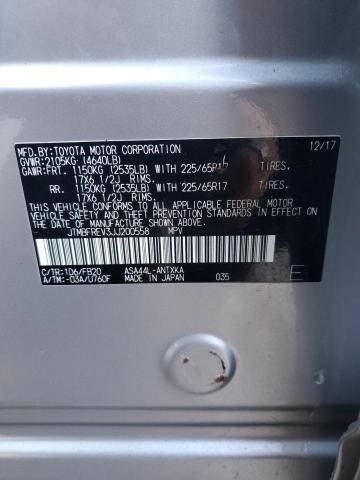 MFD.BY:TOYOTA MOTOR CORPORATION 12/17
GVWR:2105KG (4640LB)
GAWR:FRT. 1150KG (2535LB) WITH 225/65R17 TIRES.
17X6 1/2J RIMS.
RR. 1150KG (2535LB) WITH 225/65R17 TIRES.
17X6 1/2J RIMS.
THIS VEHICLE CONFORMS TO ALL APPLICABLE FEDERAL MOTOR
VEHICLE SAFETY STANDARDS IN EFFECT ON THE DATE OF
MANUFACTURE SHOWN ABOVE.
JTMBFREV3JJ200558 MPV
C/TR:1D6/FB20 ASA44L-ANTXKA
A/TM:-03A/U760F MADE IN JAPAN 035 E